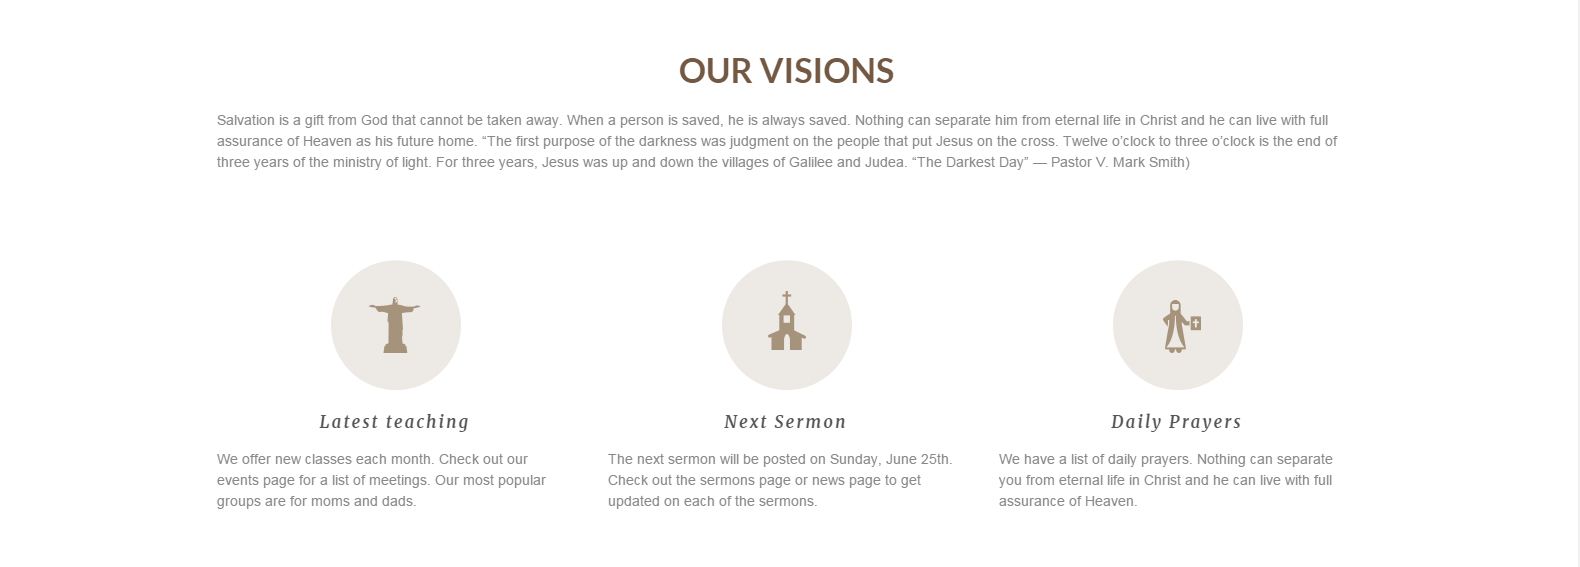 OUR VISIONS
Salvation is a gift from God that cannot be taken away. When a person is saved, he is always saved. Nothing can separate him from eternal life in Christ and he can live with full
assurance of Heaven as his future home. “The first purpose of the darkness was judgment on the people that put Jesus on the cross. Twelve o’clock to three o’clock is the end of
three years of the ministry of light. For three years, Jesus was up and down the villages of Galilee and Judea. “The Darkest Day” — Pastor V. Mark Smith)
Latest teaching
We offer new classes each month. Check out our
events page for a list of meetings. Our most popular
groups are for moms and dads.
Next Sermon
The next sermon will be posted on Sunday, June 25th.
Check out the sermons page or news page to get
updated on each of the sermons.
Daily Prayers
We have a list of daily prayers. Nothing can separate
you from eternal life in Christ and he can live with full
assurance of Heaven.